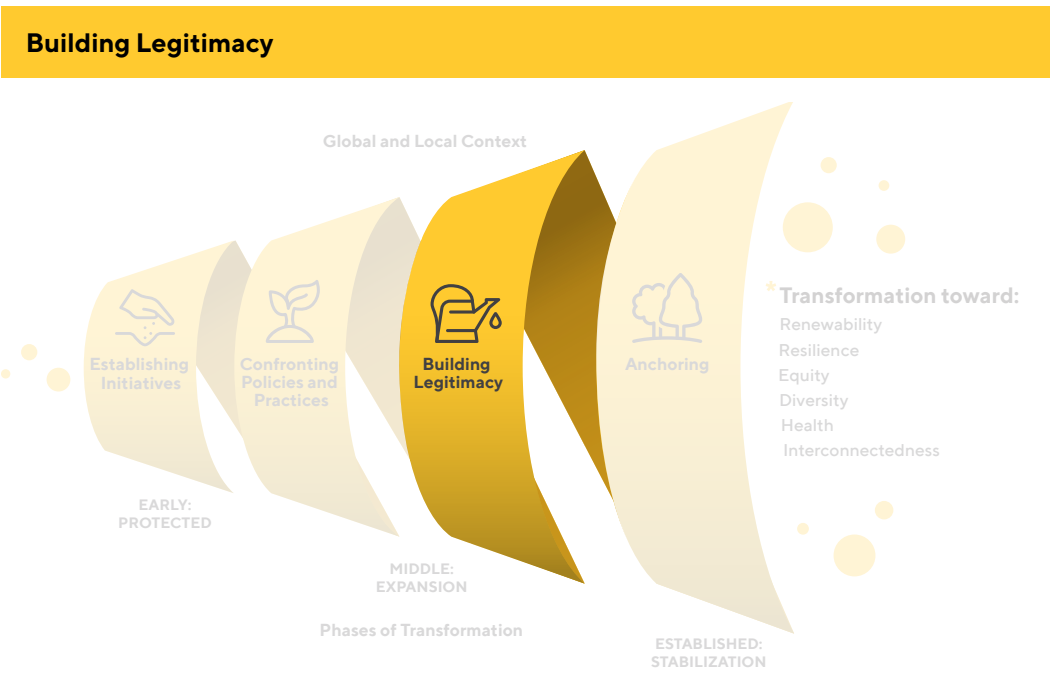 Building Legitimacy
Global and Local Context
Establishing
Initiatives
Confronting
Policies and
Practices
Building
Legitimacy
Anchoring
*Transformation toward:
Renewability
Resilience
Equity
Diversity
Health
Interconnectedness
EARLY:
PROTECTED
MIDDLE:
EXPANSION
Phases of Transformation
ESTABLISHED:
STABILIZATION